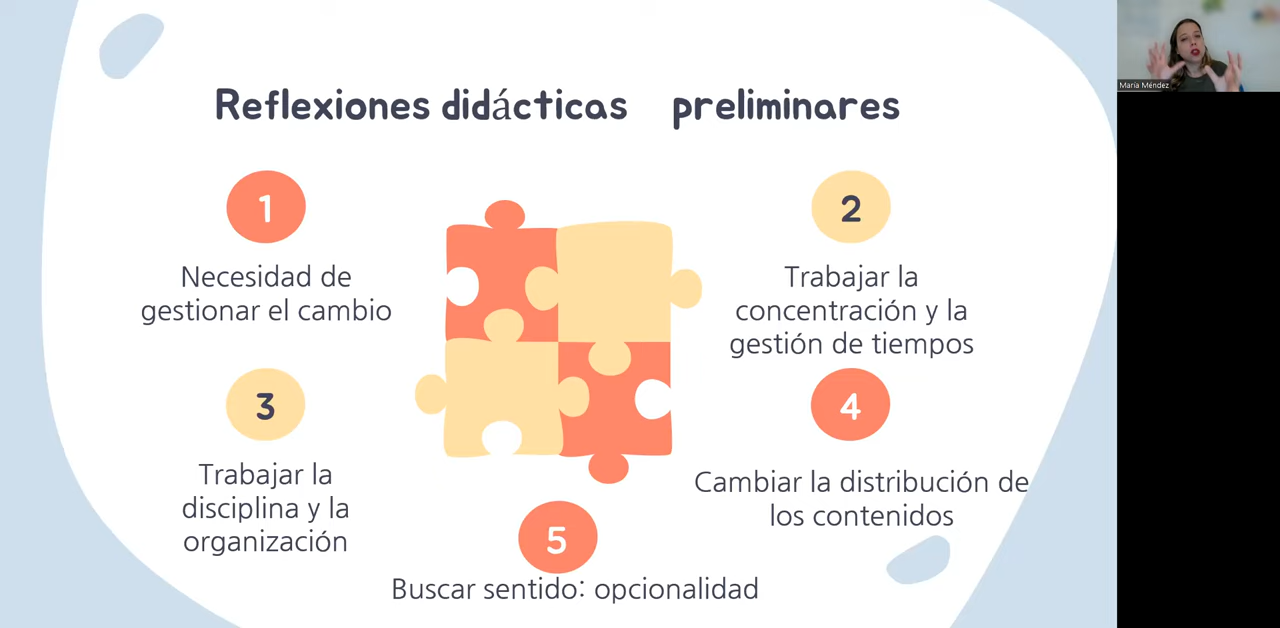 Reflexiones didácticas preliminares
1
Necesidad de
gestionar el cambio
2
Trabajar la
concentración y la
gestión de tiempos
3
Trabajar la
disciplina y la
organización
4
Cambiar la distribución de
los contenidos
5
Buscar sentido: opcionalidad
María Méndez